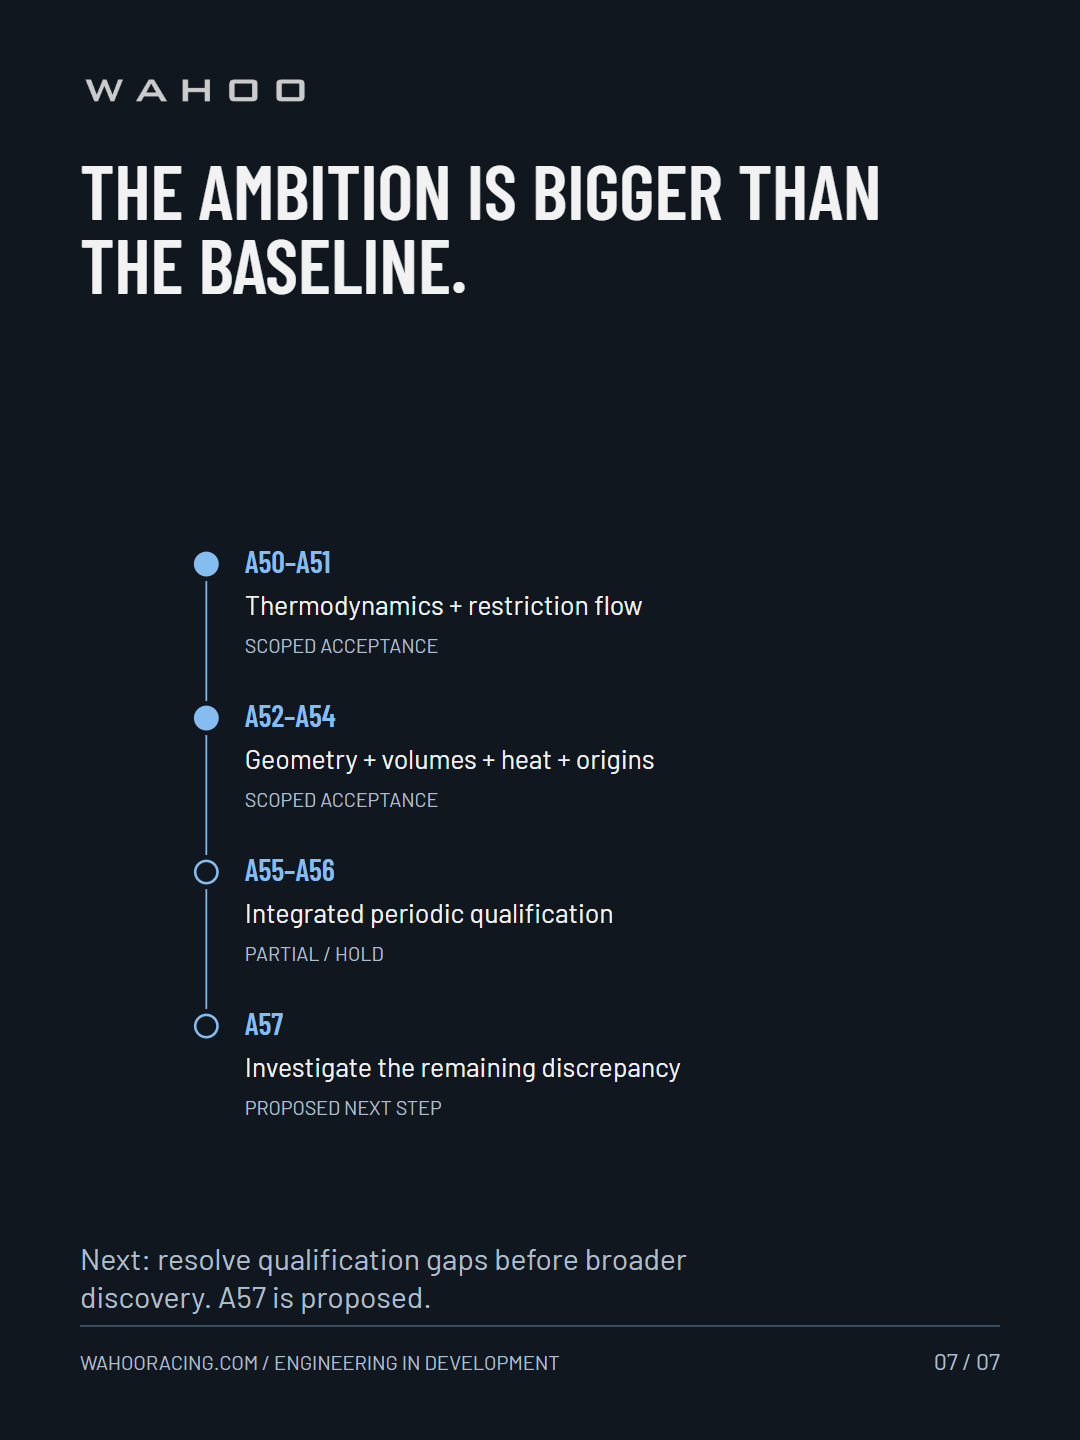 WAHOO
THE AMBITION IS BIGGER THAN
THE BASELINE.
A50–A51
Thermodynamics + restriction flow
SCOPED ACCEPTANCE
A52–A54
Geometry + volumes + heat + origins
SCOPED ACCEPTANCE
A55–A56
Integrated periodic qualification
PARTIAL / HOLD
A57
Investigate the remaining discrepancy
PROPOSED NEXT STEP
Next: resolve qualification gaps before broader
discovery. A57 is proposed.
WAHOORACING.COM / ENGINEERING IN DEVELOPMENT
07 / 07